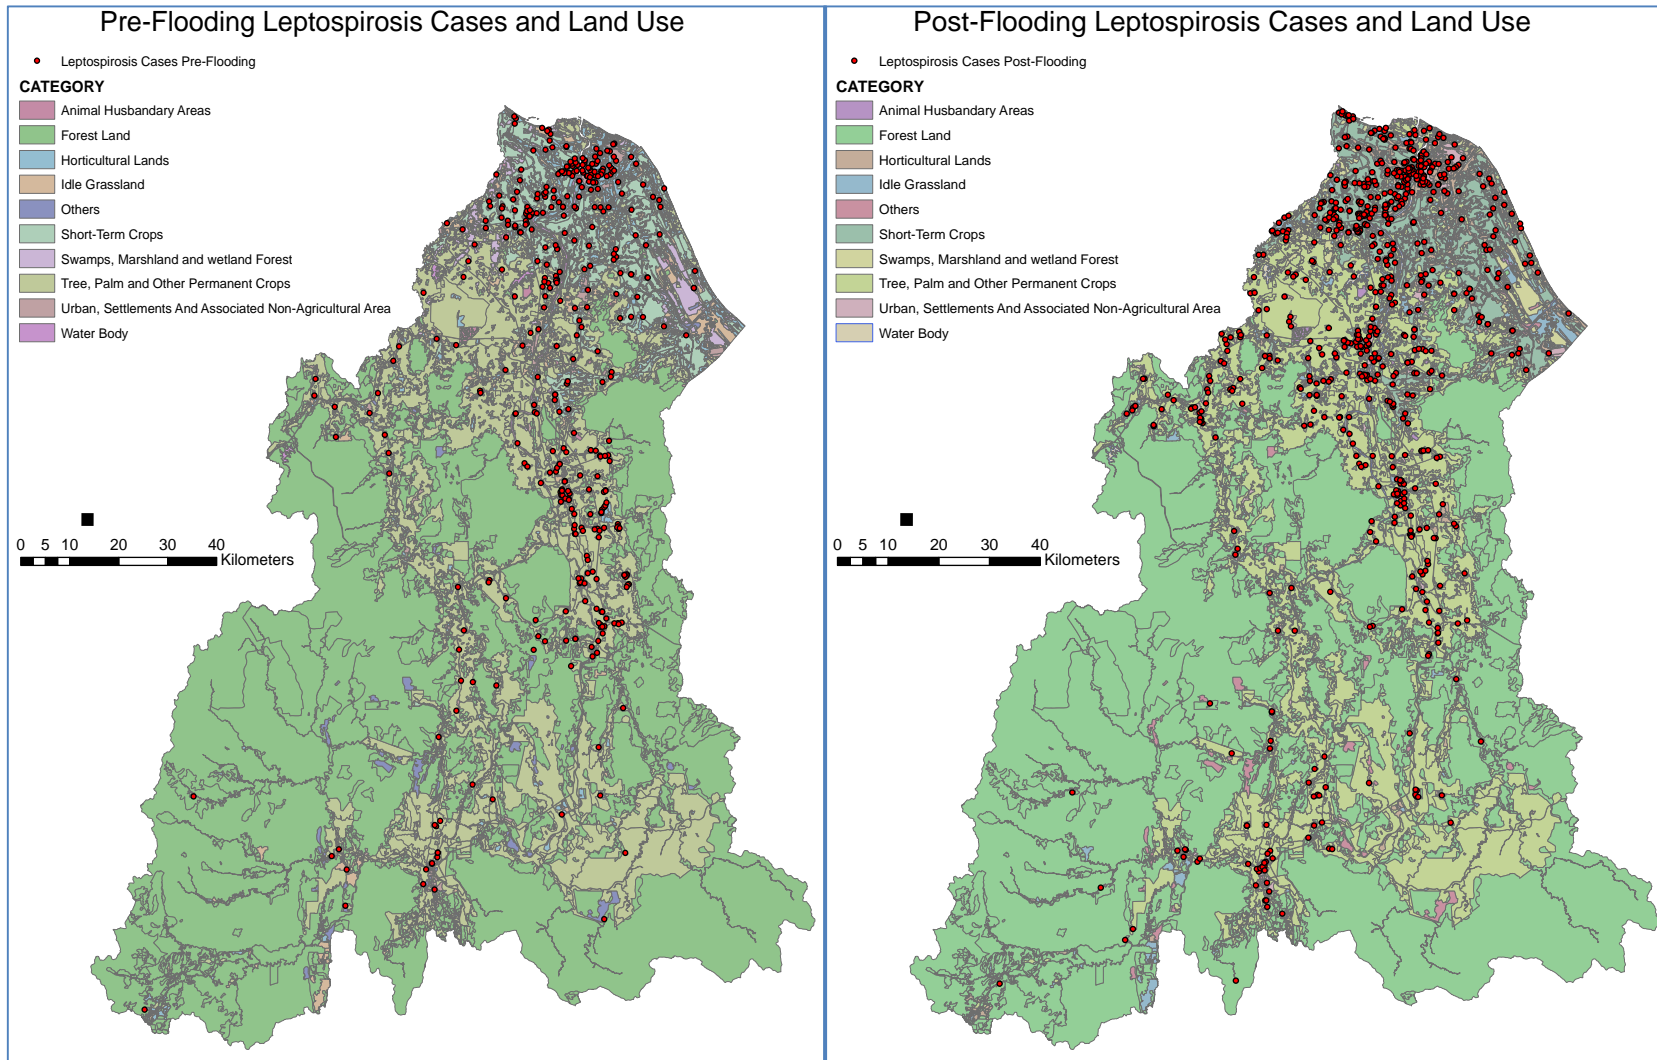 Pre-Flooding Leptospirosis Cases and Land Use
Leptospirosis Cases Pre-Flooding
CATEGORY
Animal Husbandary Areas
Forest Land
Horticultural Lands
Idle Grassland
Others
Short-Term Crops
Swamps, Marshland and wetland Forest
Tree, Palm and Other Permanent Crops
Urban, Settlements And Associated Non-Agricultural Area
Water Body
0 5 10 20 30 40
Kilometers
Post-Flooding Leptospirosis Cases and Land Use
Leptospirosis Cases Post-Flooding
CATEGORY
Animal Husbandary Areas
Forest Land
Horticultural Lands
Idle Grassland
Others
Short-Term Crops
Swamps, Marshland and wetland Forest
Tree, Palm and Other Permanent Crops
Urban, Settlements And Associated Non-Agricultural Area
Water Body
0 5 10 20 30 40
Kilometers